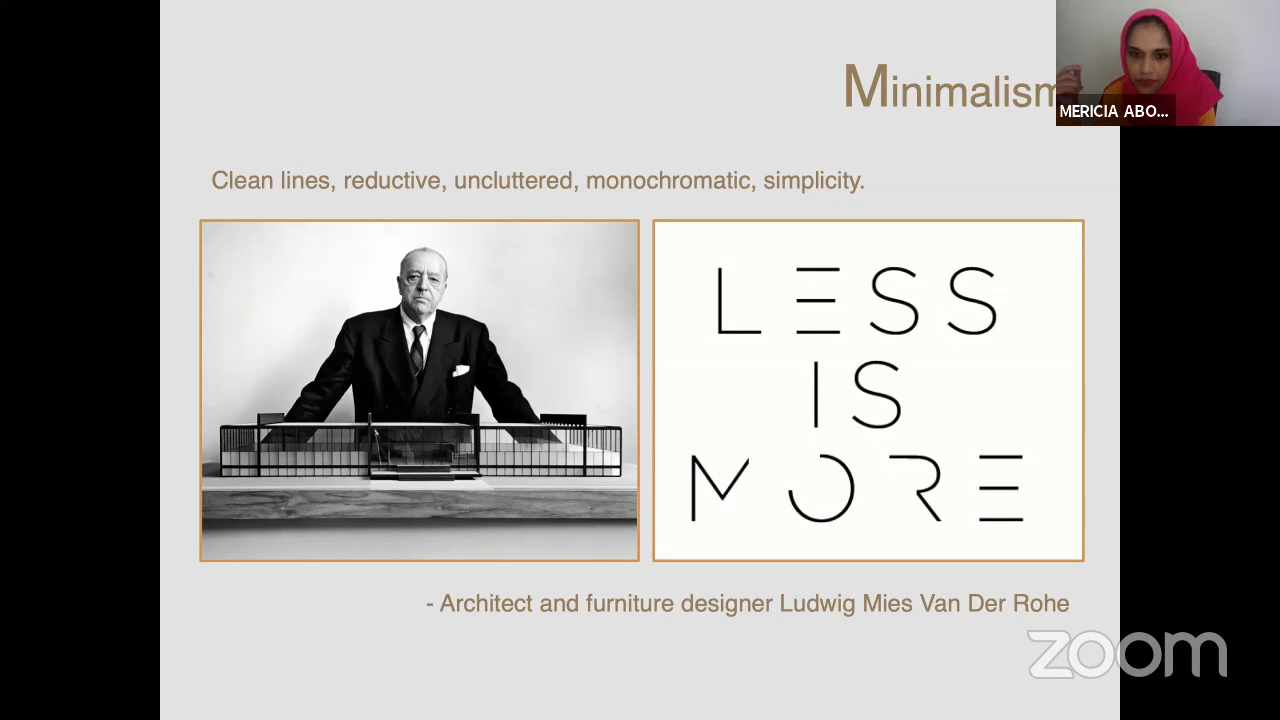 Minimalism
MERICIA ABO...
Clean lines, reductive, uncluttered, monochromatic, simplicity.
LESS
IS
MORE
- Architect and furniture designer Ludwig Mies Van Der Rohe
zoom